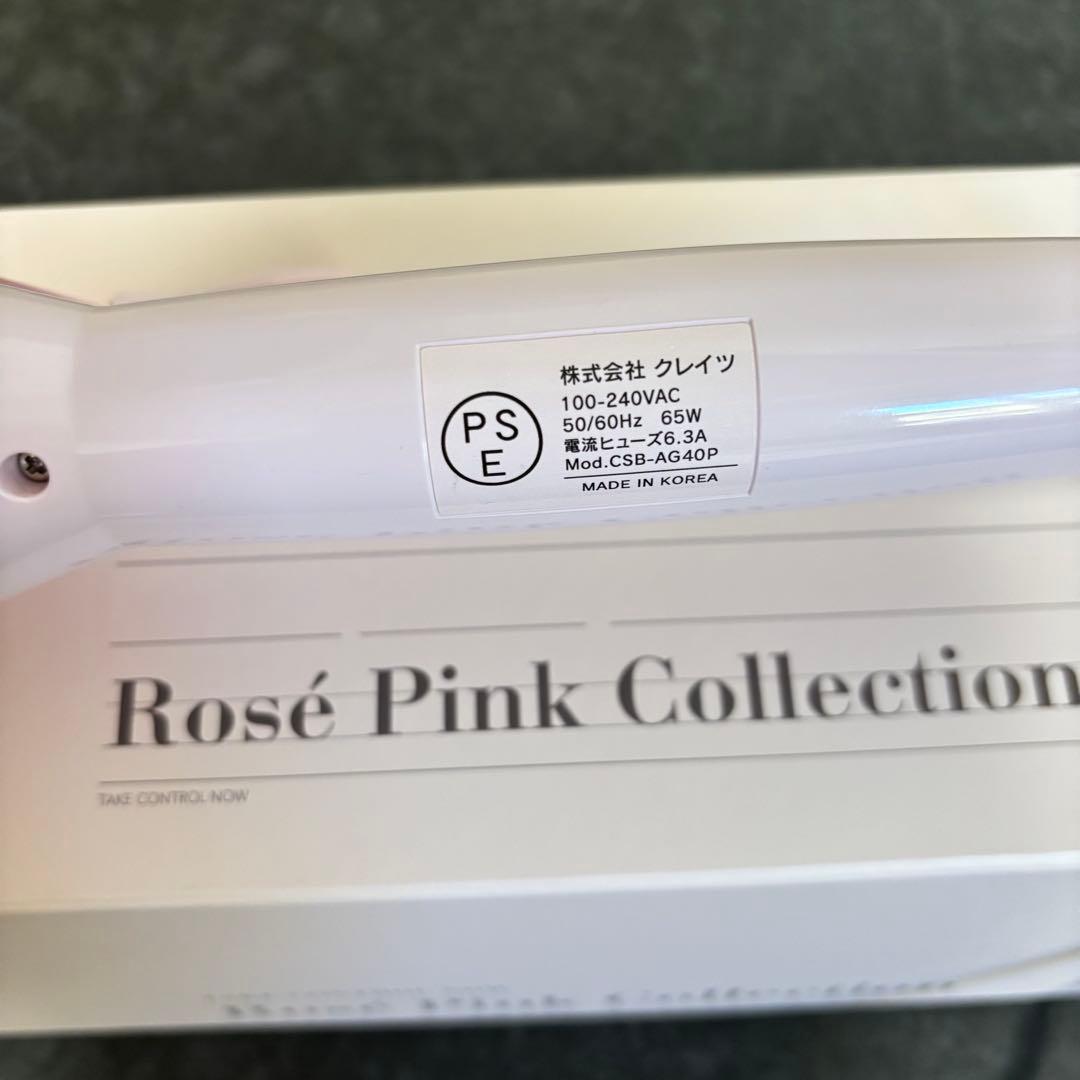 PS
E
株式会社 クレイツ
100-240VAC
50/60Hz 65W
電流ヒューズ6.3A
Mod.CSB-AG40P
MADE IN KOREA
Rosé Pink Collection
TAKE CONTROL NOW